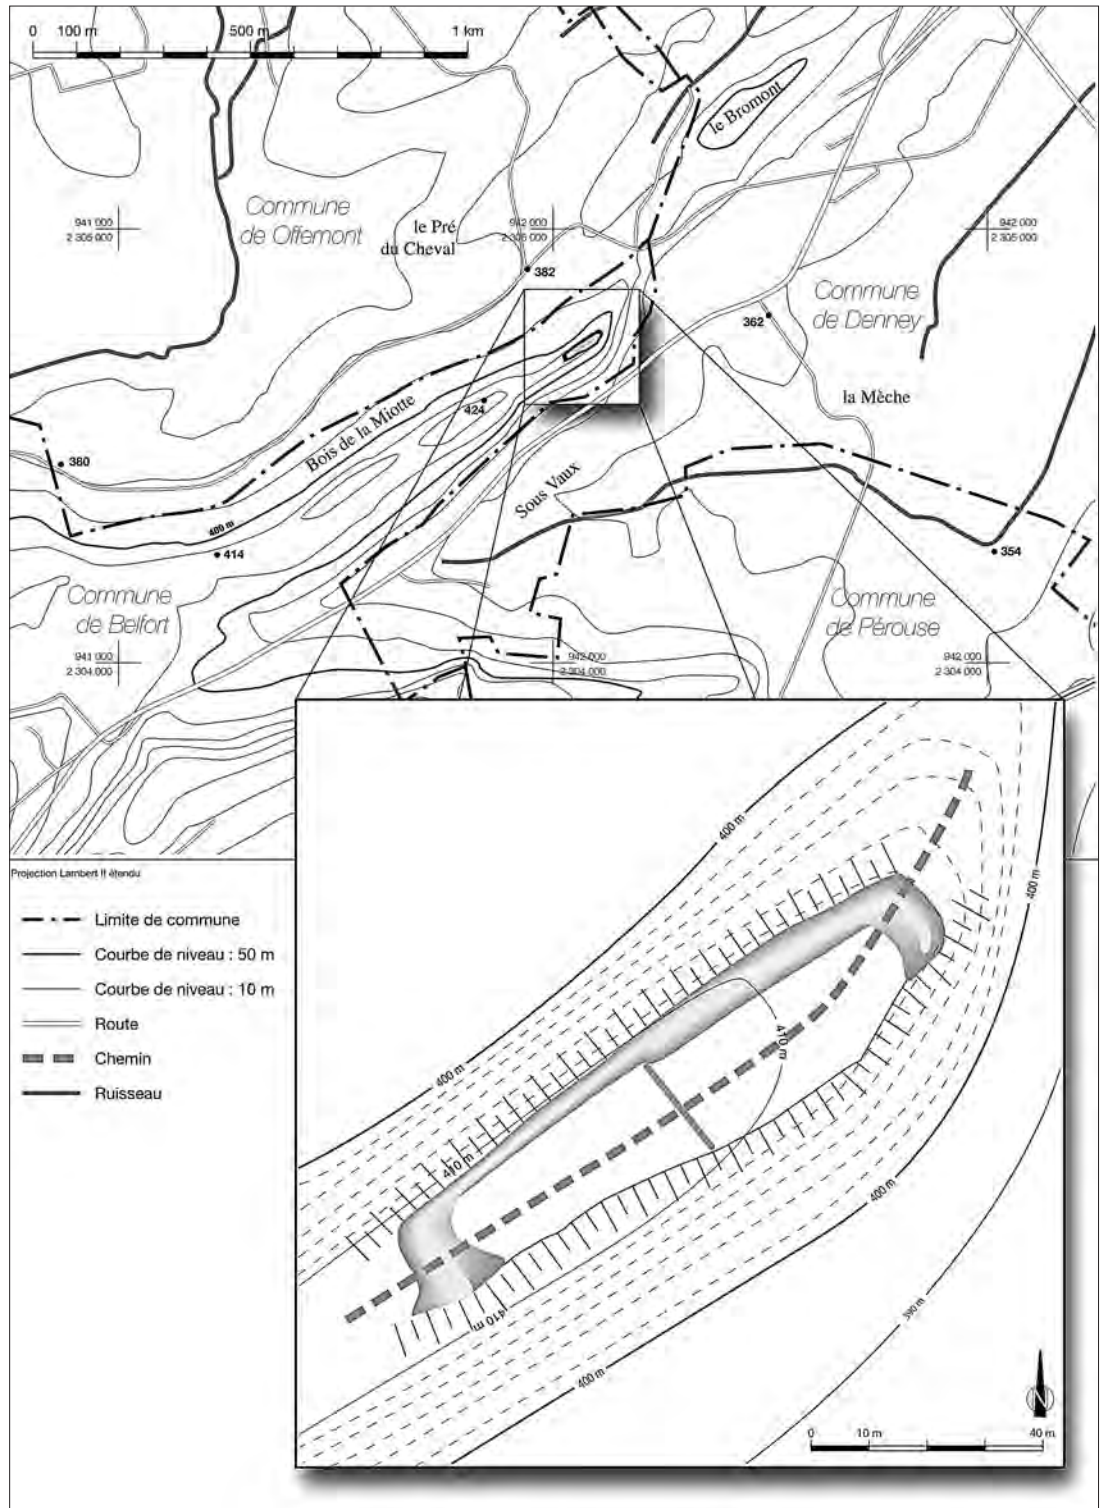 0 100 m 500 m 1 km
le Bromont
Commune
de Offemont
941 000
2 305 000
le Pré
du Cheval
942 000
2 305 000
942 000
2 305 000
382
Commune
de Denney
362
la Mèche
424
Bois de la Miotte
380
Sous Vaux
400 m
414
354
Commune
de Belfort
Commune
de Pérouse
941 000
2 304 000
942 000
2 304 000
942 000
2 304 000
Projection Lambert II étendu
Limite de commune
Courbe de niveau : 50 m
Courbe de niveau : 10 m
Route
Chemin
Ruisseau
400 m
400 m
410 m
400 m
410 m
400 m
410 m
390 m
400 m
N
0 10 m 40 m